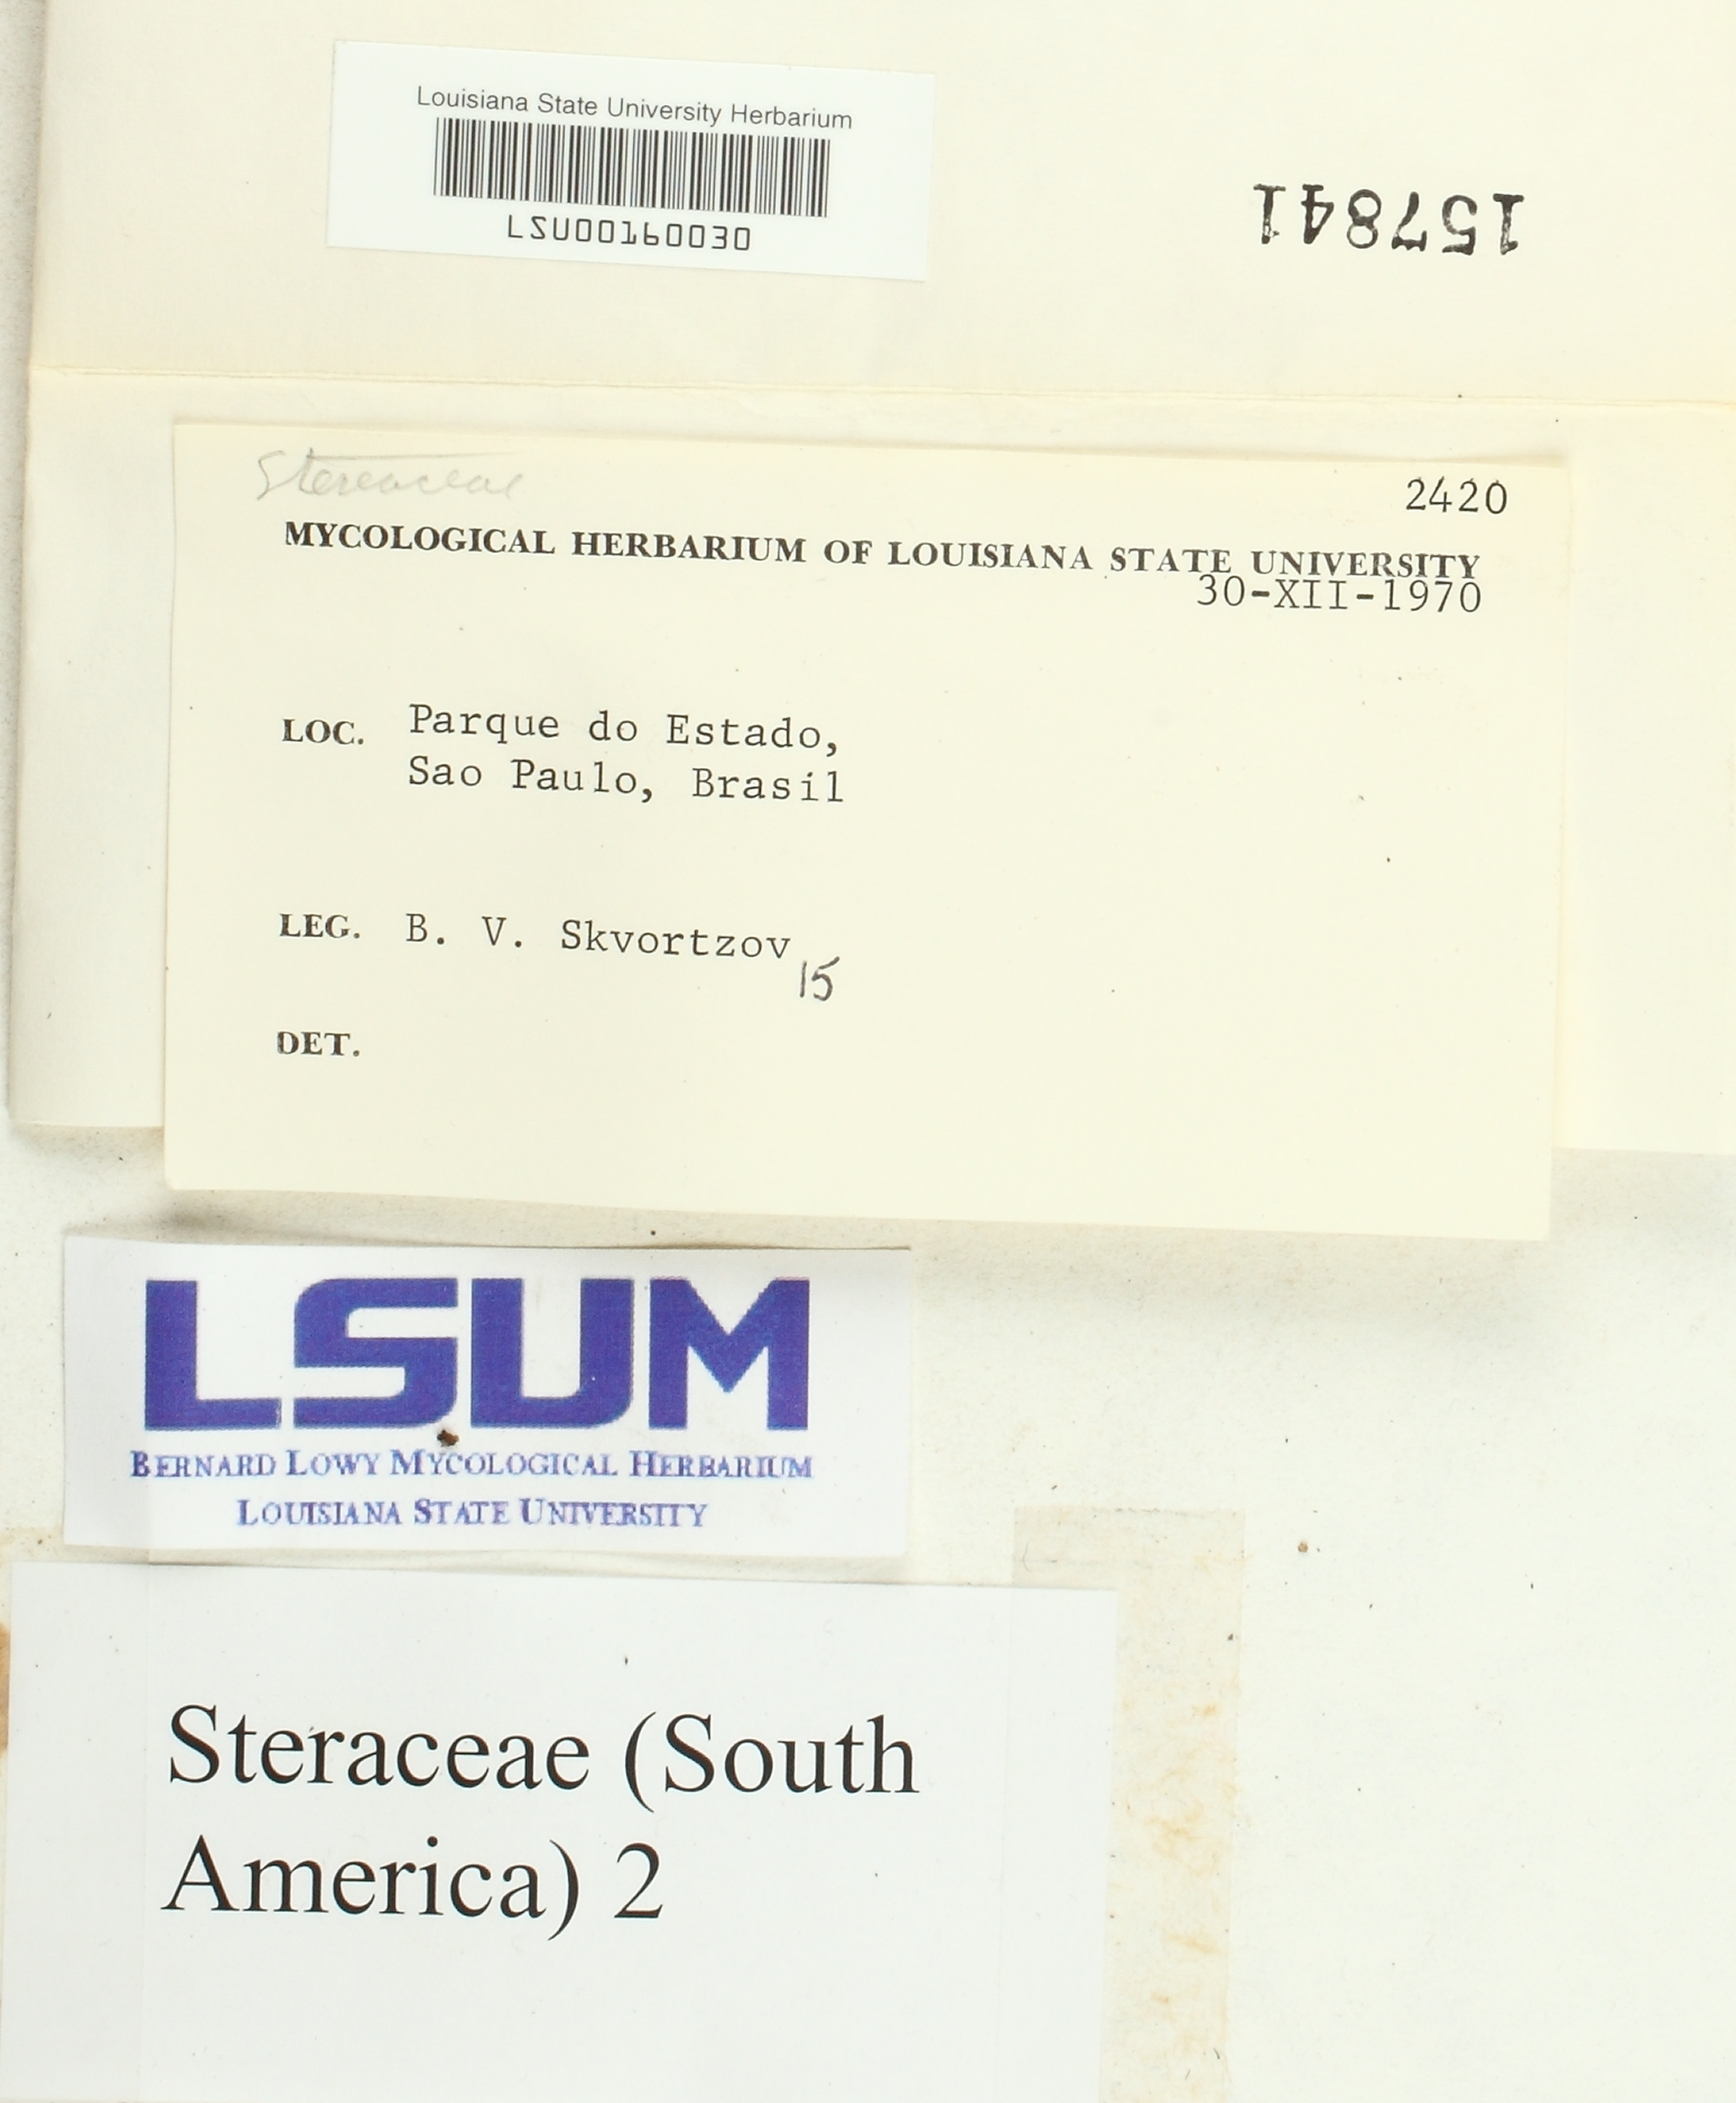 Louisiana State University Herbarium
LSU00160030
157841
Stereaceae
2420
MYCOLOGICAL HERBARIUM OF LOUISIANA STATE UNIVERSITY
30-XII-1970
LOC. Parque do Estado,
Sao Paulo, Brasil
LEG. B. V. Skvortzov
15
DET.
LSUM
BERNARD LOWY MYCOLOGICAL HERBARIUM
LOUISIANA STATE UNIVERSITY
Steraceae (South
America) 2